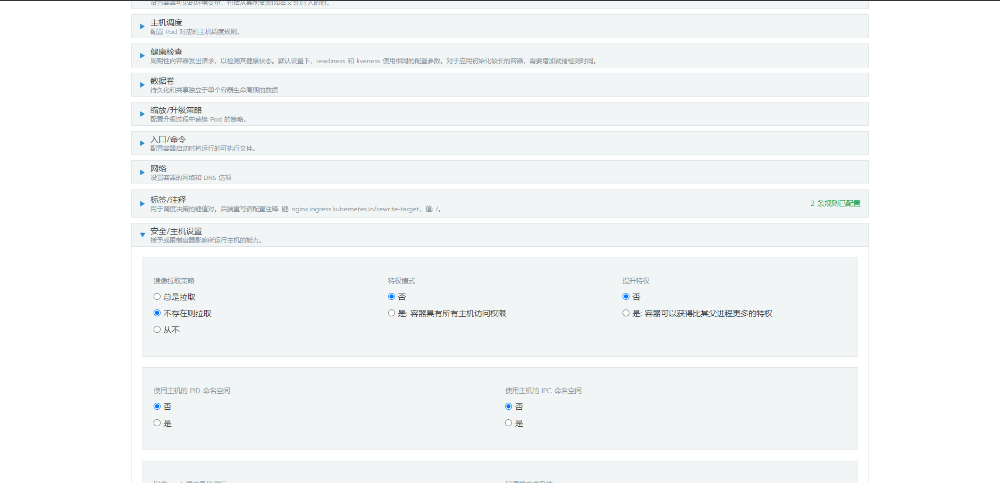 设置容器可见的环境变量，包括从其他资源(如密文等)注入的值。
主机调度
配置 Pod 对应的主机调度规则。
健康检查
周期性向容器发出请求，以检测其健康状态。默认设置下，readiness 和 liveness 使用相同的配置参数。对于应用初始化较长的容器，需要增加就绪检测时间。
数据卷
持久化和共享独立于单个容器生命周期的数据
缩放/升级策略
配置升级过程中替换 Pod 的策略。
入口/命令
配置容器启动时将运行的可执行文件。
网络
设置容器的网络和 DNS 选项
标签/注释
用于调度决策的键值对。后端重写请配置注释: 键: nginx.ingress.kubernetes.io/rewrite-target，值: /。
2 条规则已配置
安全/主机设置
授予或限制容器影响所运行主机的能力。
镜像拉取策略
总是拉取
不存在则拉取
从不
特权模式
否
是: 容器具有所有主机访问权限
提升特权
否
是: 容器可以获得比其父进程更多的特权
使用主机的 PID 命名空间
否
是
使用主机的 IPC 命名空间
否
是